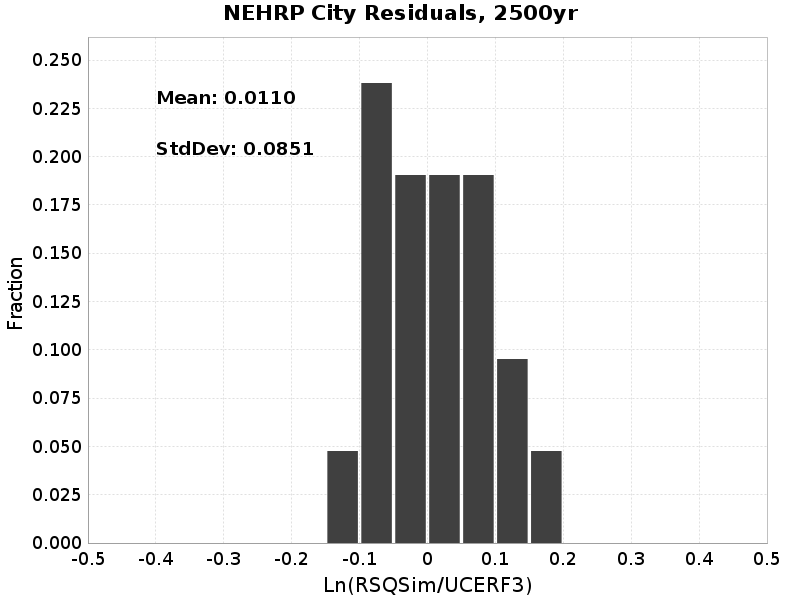 NEHRP City Residuals, 2500yr
0.250
Mean: 0.0110
0.225
StdDev: 0.0851
0.200
0.175
0.150
0.125
0.100
0.075
0.050
0.025
0.000
Fraction
-0.5 -0.4 -0.3 -0.2 -0.1 0 0.1 0.2 0.3 0.4 0.5
Ln(RSQSim/UCERF3)